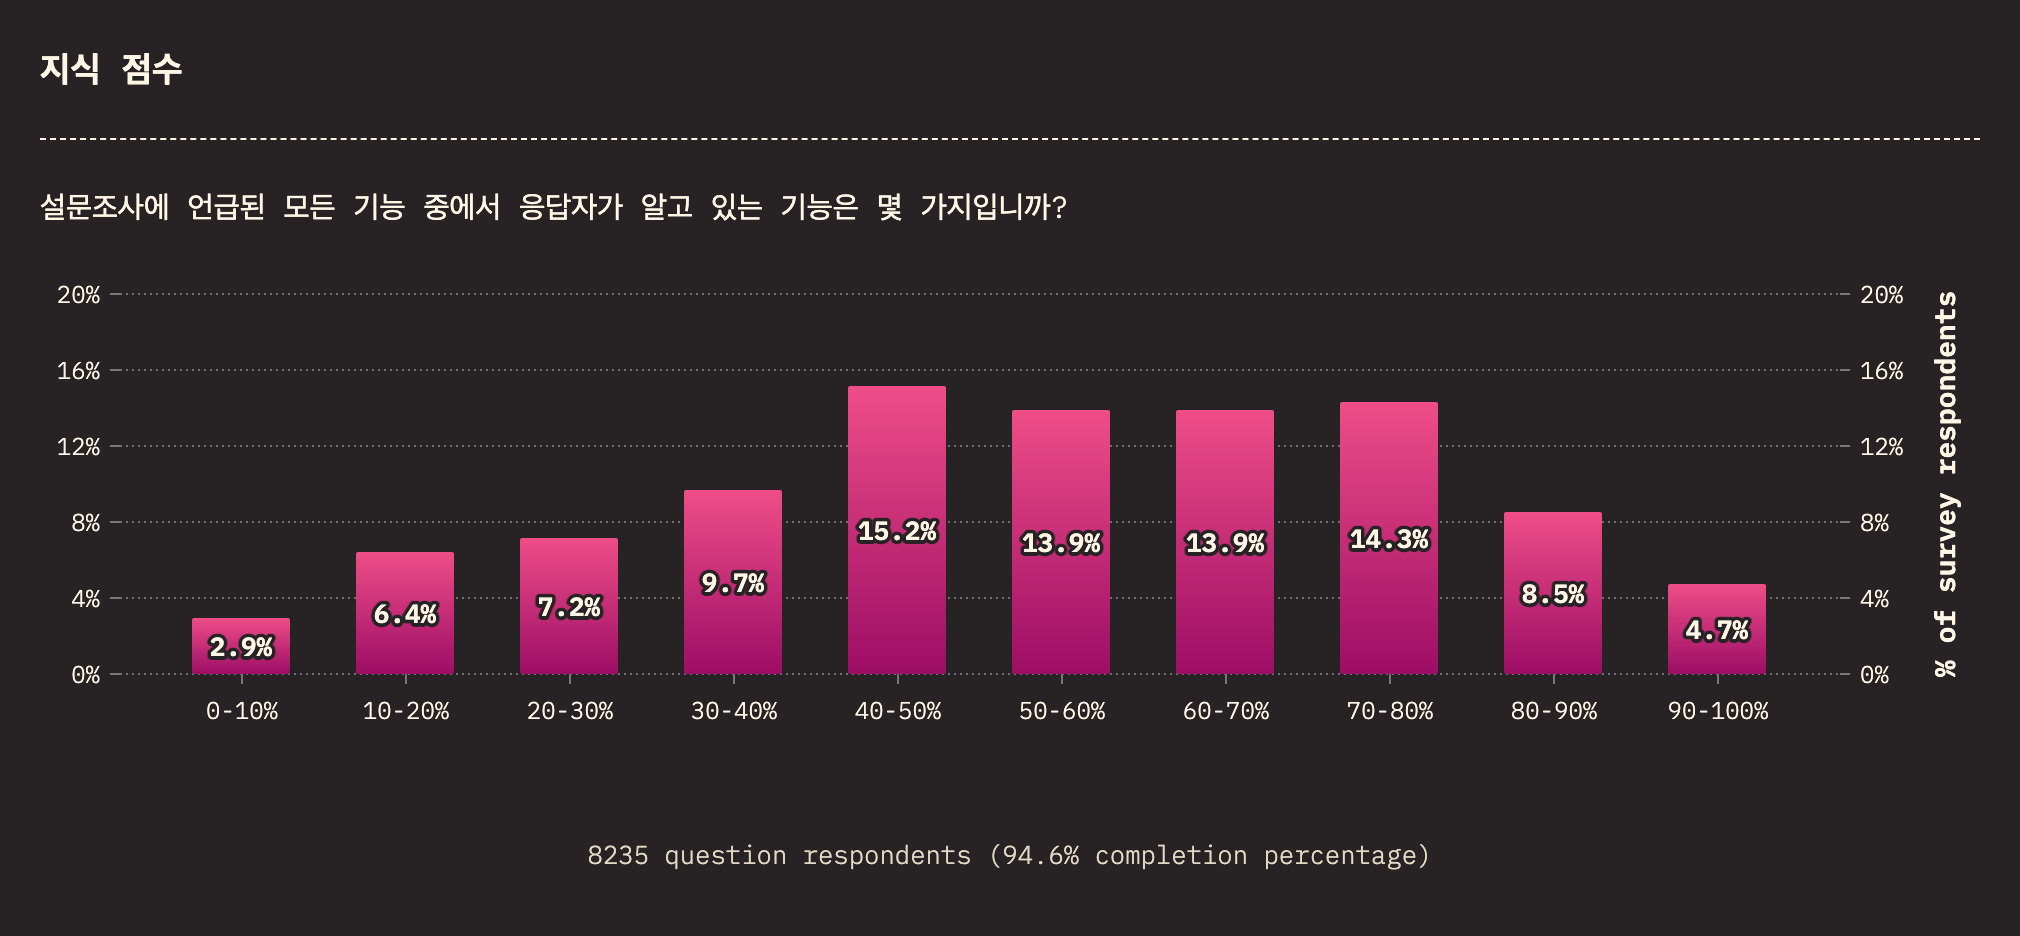 지식 점수
설문조사에 언급된 모든 기능 중에서 응답자가 알고 있는 기능은 몇 가지입니까?
20% 20%
16% 16%
12% 12%
8% 8%
4% 4%
0% 0%
% of survey respondents
2.9% 6.4% 7.2% 9.7% 15.2% 13.9% 13.9% 14.3% 8.5% 4.7%
0-10% 10-20% 20-30% 30-40% 40-50% 50-60% 60-70% 70-80% 80-90% 90-100%
8235 question respondents (94.6% completion percentage)